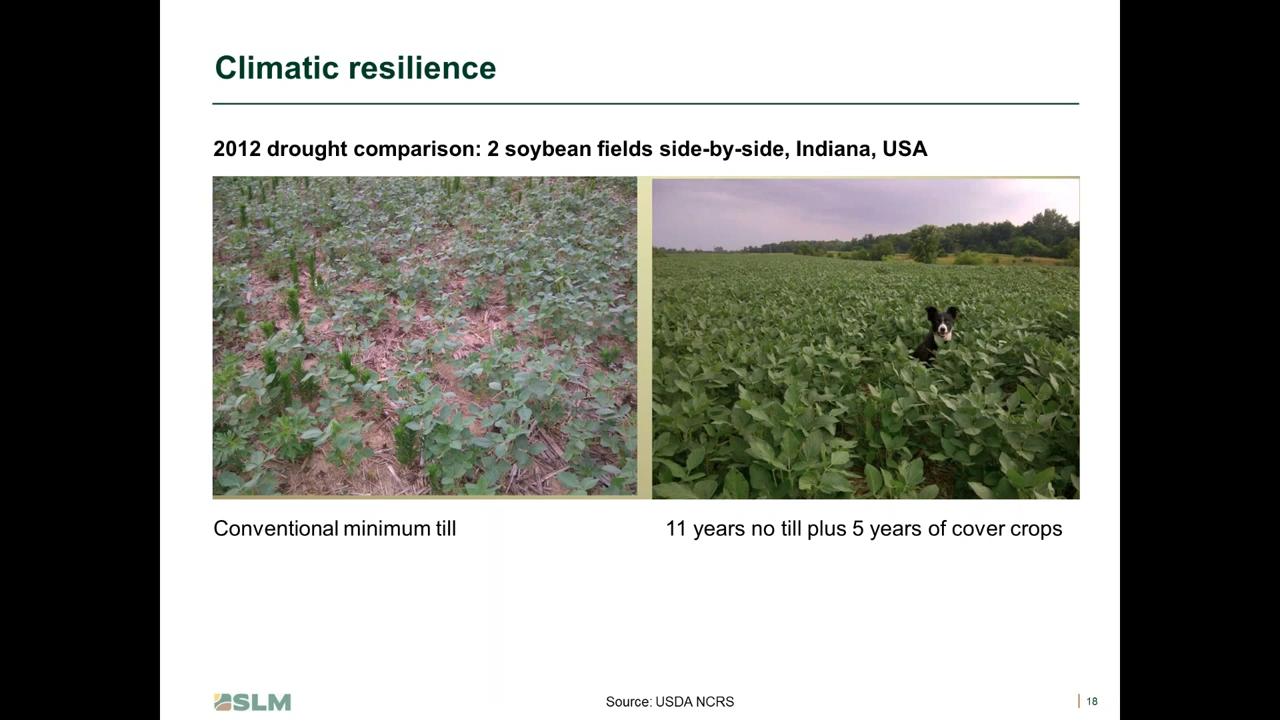 Climatic resilience
2012 drought comparison: 2 soybean fields side-by-side, Indiana, USA
Conventional minimum till
11 years no till plus 5 years of cover crops
SLM
Source: USDA NCRS
18